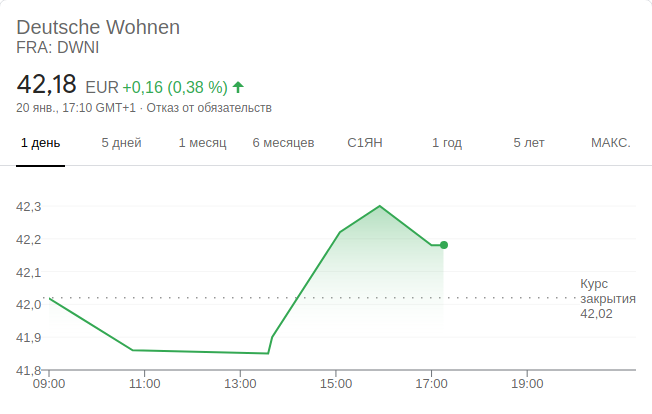 Deutsche Wohnen
FRA: DWNI
42,18 EUR +0,16 (0,38 %)
20 янв., 17:10 GMT+1 · Отказ от обязательств
1 день 5 дней 1 месяц 6 месяцев С1ЯН 1 год 5 лет МАКС.
42,3
42,2
42,1
42,0
41,9
41,8
Курс
закрытия
42,02
09:00 11:00 13:00 15:00 17:00 19:00